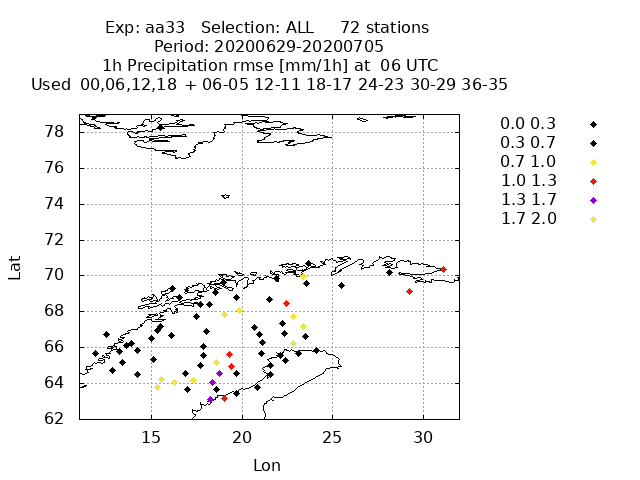 Exp: aa33   Selection: ALL     72 stations
Period: 20200629-20200705
1h Precipitation rmse [mm/1h] at  06 UTC
Used  00,06,12,18  + 06-05 12-11 18-17 24-23 30-29 36-35
0.0 0.3
0.3 0.7
0.7 1.0
1.0 1.3
1.3 1.7
1.7 2.0
Lat
78
76
74
72
70
68
66
64
62
15 20 25 30
Lon